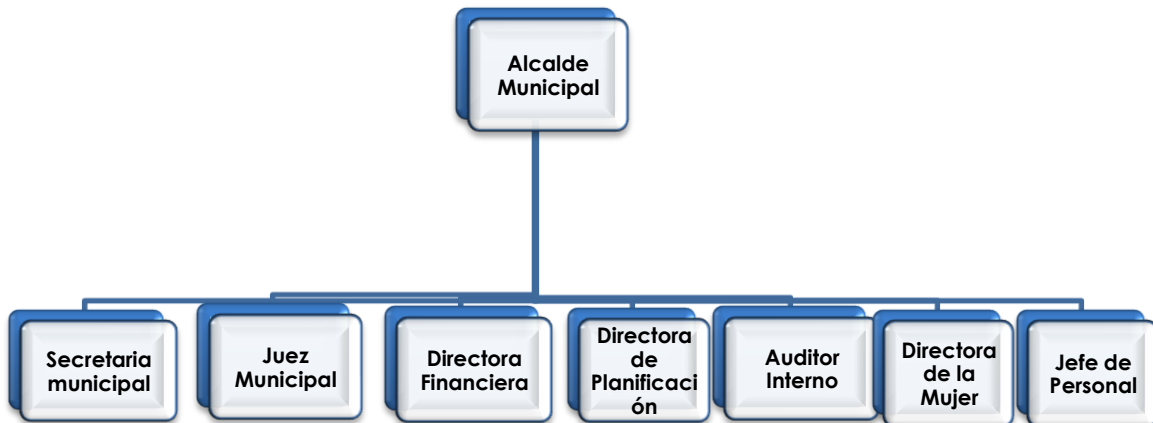 Alcalde
Municipal
Secretaria
municipal
Juez
Municipal
Directora
Financiera
Directora
de
Planificaci
ón
Auditor
Interno
Directora
de la
Mujer
Jefe de
Personal